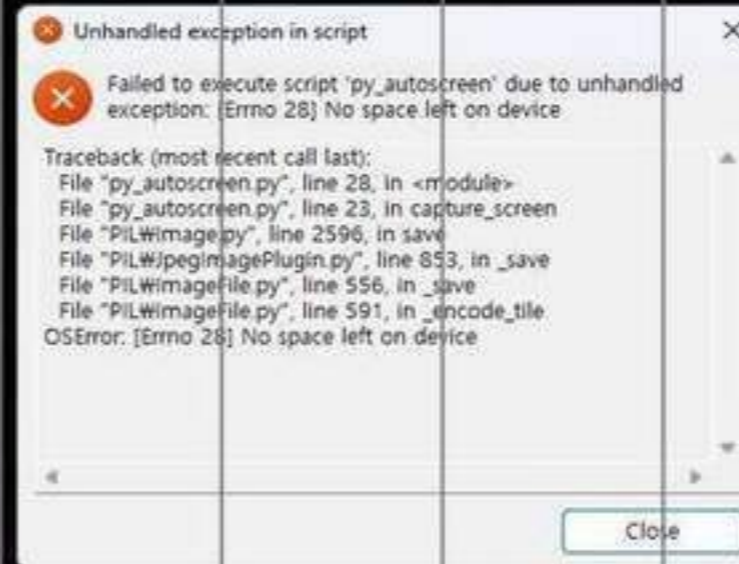 Unhandled exception in script
Failed to execute script 'py_autoscreen' due to unhandled
exception: [Errno 28] No space left on device
Traceback (most recent call last):
File "py_autoscreen.py", line 28, in <module>
File "py_autoscreen.py", line 23, in capture_screen
File "PIL₩Image.py", line 2596, in save
File "PIL₩JpegImagePlugin.py", line 853, in _save
File "PIL₩ImageFile.py", line 556, in _save
File "PIL₩ImageFile.py", line 591, in _encode_tile
OSError: [Errno 28] No space left on device
Close